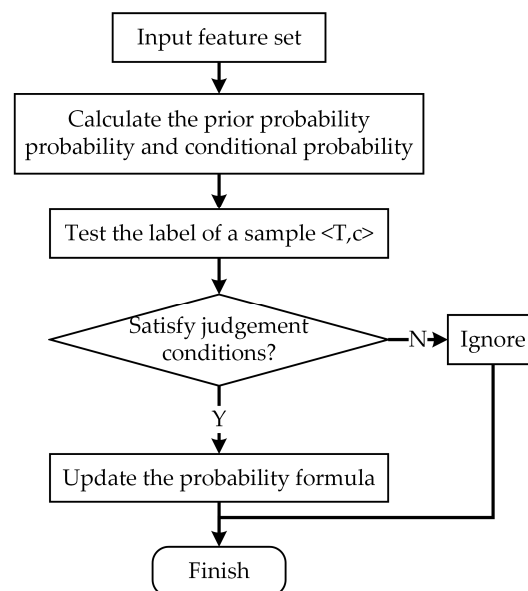 Input feature set
Calculate the prior probability
probability and conditional probability
Test the label of a sample <T,c>
Satisfy judgement
conditions?
N
Ignore
Y
Update the probability formula
Finish